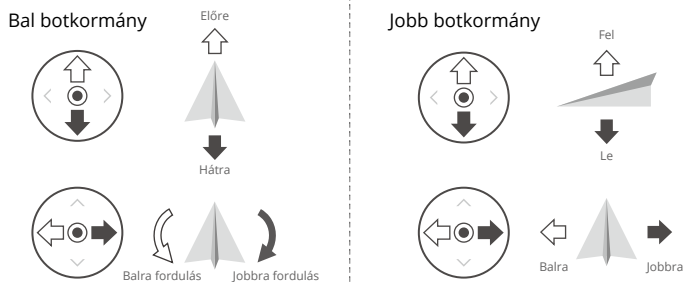 Bal botkormány
Előre
Hátra
Balra fordulás
Jobbra fordulás
Jobb botkormány
Fel
Le
Balra
Jobbra